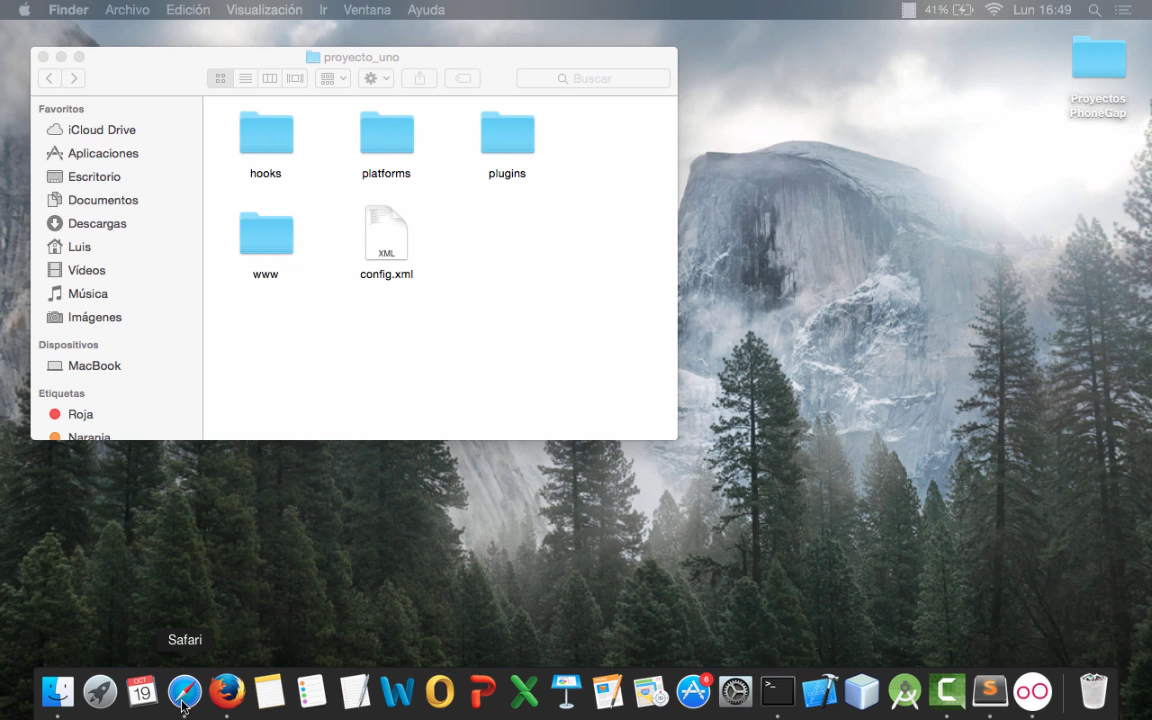 Finder Archivo Edición Visualización Ir Ventana Ayuda 41% Lun 16:49
proyecto_uno
Buscar
Favoritos
iCloud Drive
Aplicaciones
Escritorio
Documentos
Descargas
Luis
Vídeos
Música
Imágenes
Dispositivos
MacBook
Etiquetas
Roja
Naranja
hooks platforms plugins
XML
www config.xml
Proyectos
PhoneGap
Safari
OCT
19
6